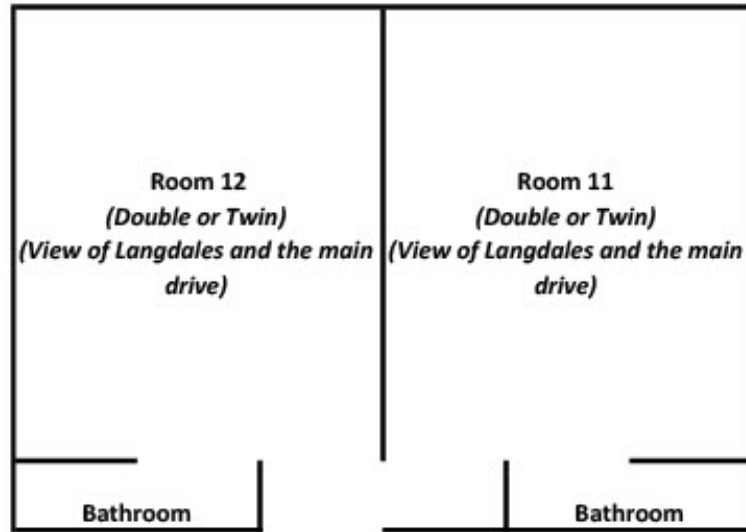 Room 12
(Double or Twin)
(View of Langdales and the main
drive)
Room 11
(Double or Twin)
(View of Langdales and the main
drive)
Bathroom
Bathroom